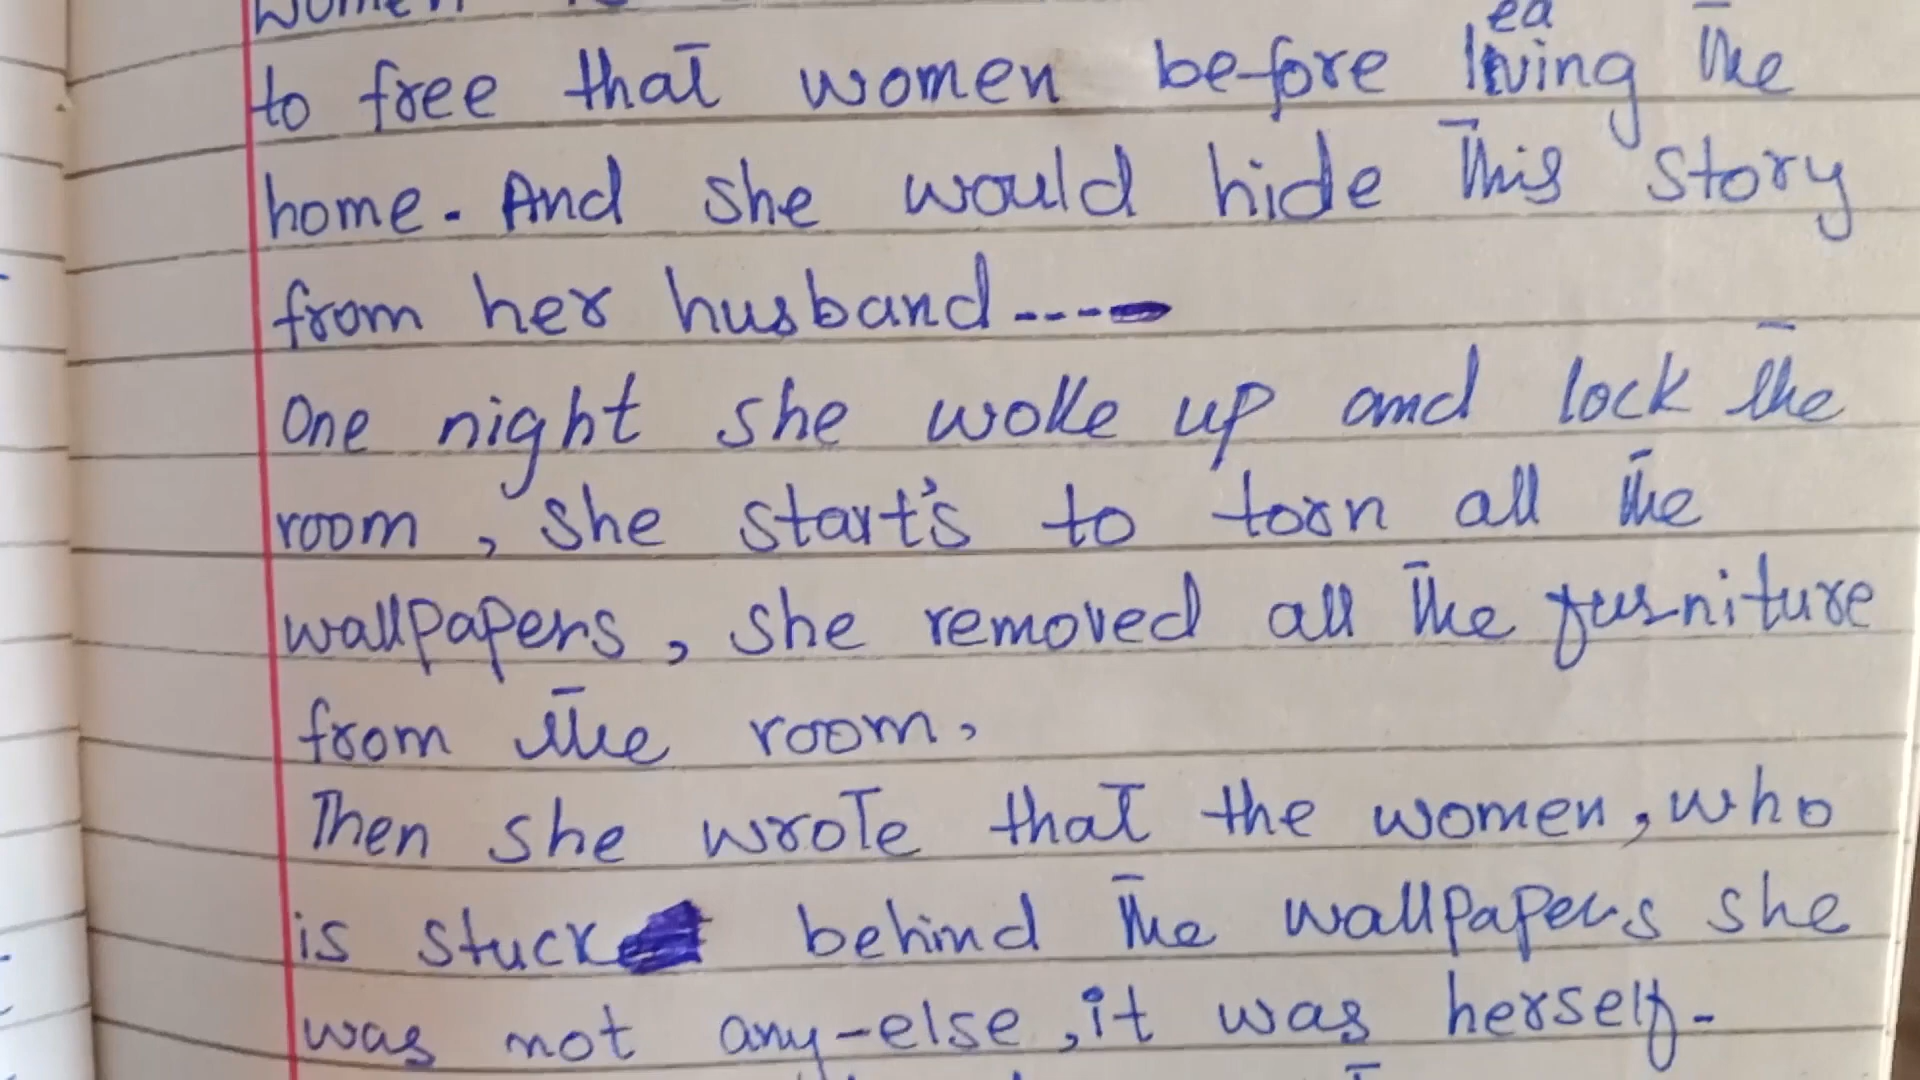 women
to free that women before leaving the
home. And she would hide this story
from her husband----
One night she woke up and lock the
room, she start's to torn all the
wallpapers, she removed all the furniture
from the room.
Then she wrote that the women, who
is stuck behind the wallpapers she
was not any-else, it was herself.